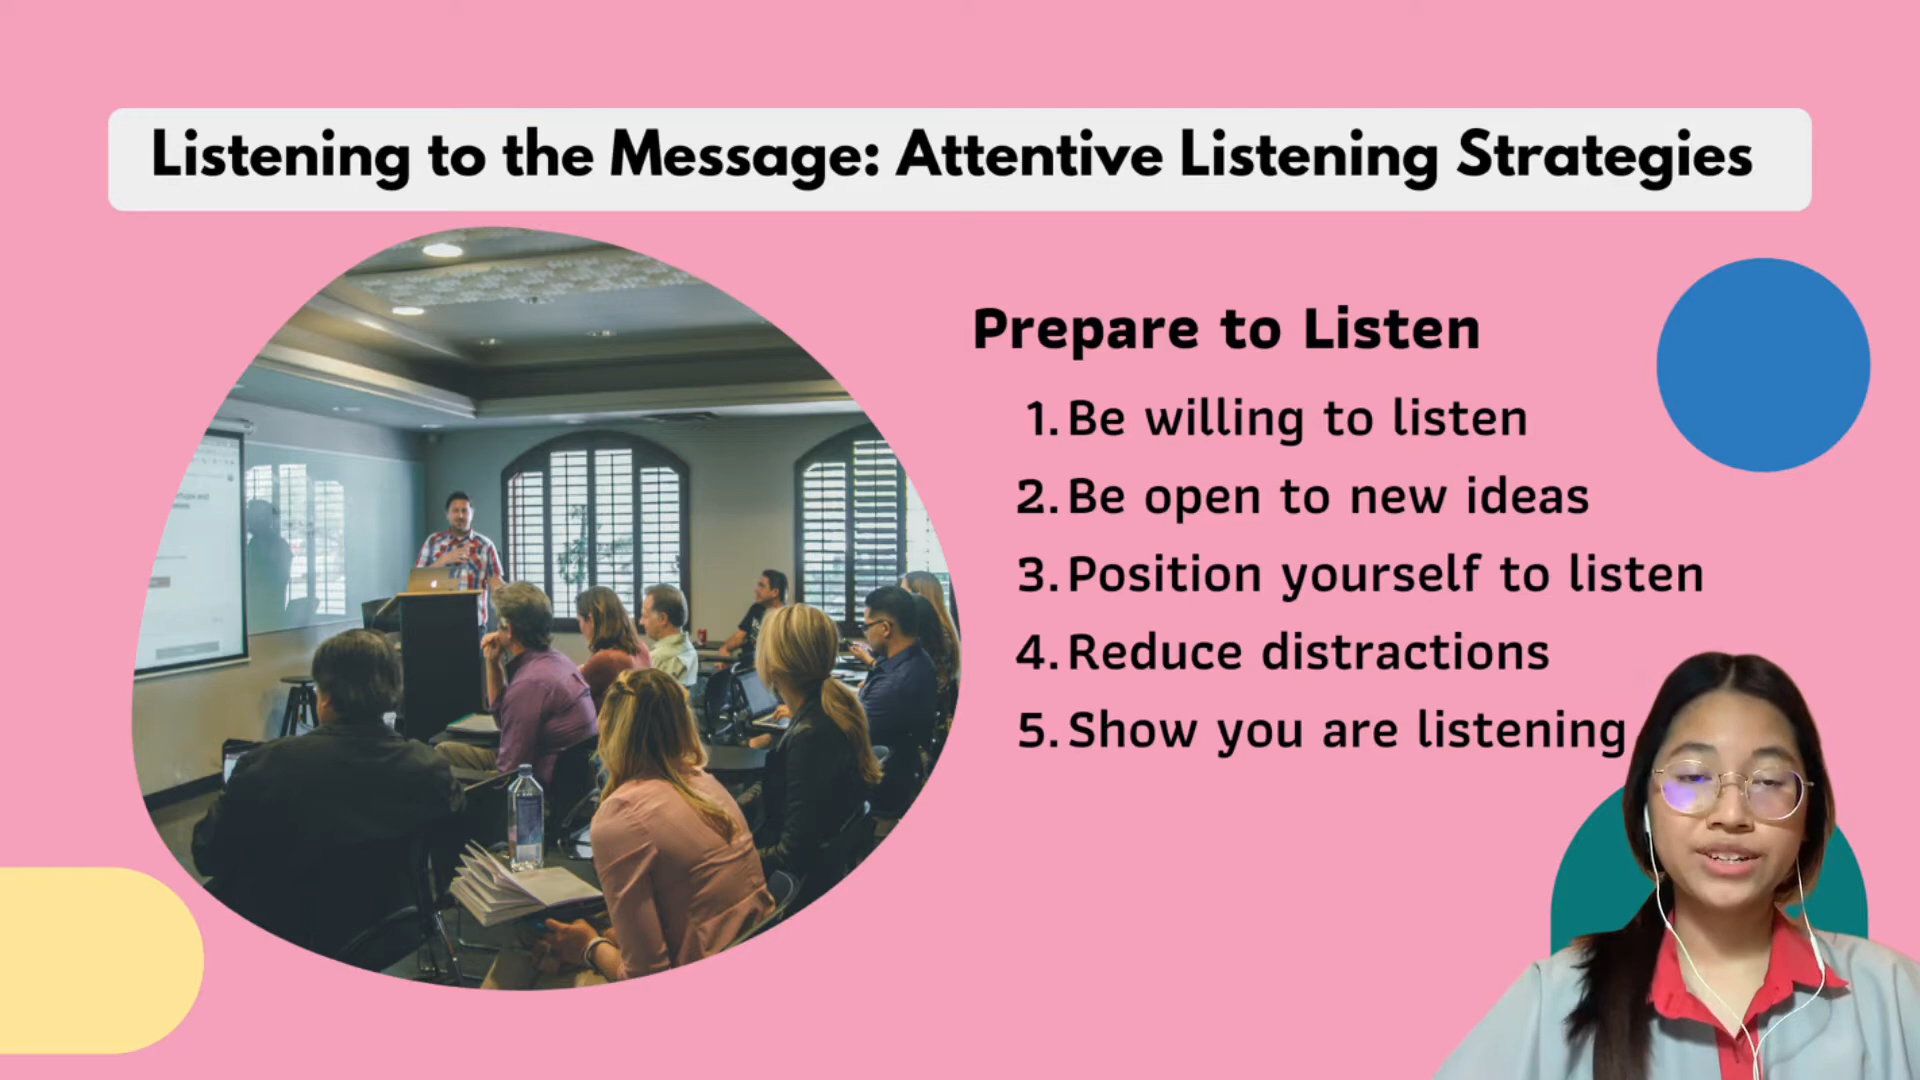 Listening to the Message: Attentive Listening Strategies
Prepare to Listen
1. Be willing to listen
2. Be open to new ideas
3. Position yourself to listen
4. Reduce distractions
5. Show you are listening